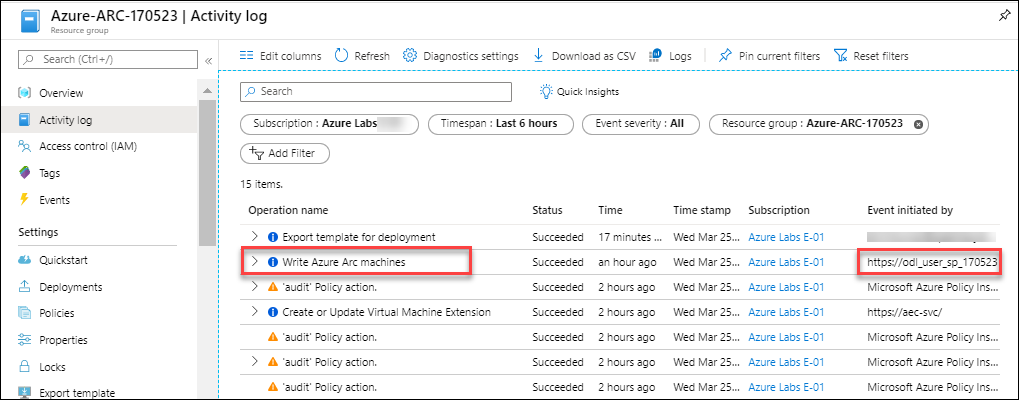 Azure-ARC-170523 | Activity log
Resource group
Search (Ctrl+/)
«
Overview
Activity log
Access control (IAM)
Tags
Events
Settings
Quickstart
Deployments
Policies
Properties
Locks
Export template
Edit columns Refresh Diagnostics settings Download as CSV Logs Pin current filters Reset filters
Search Quick Insights
Subscription : Azure Labs Timespan : Last 6 hours Event severity : All Resource group : Azure-ARC-170523
Add Filter
15 items.
Operation name Status Time Time stamp Subscription Event initiated by
Export template for deployment Succeeded 17 minutes ... Wed Mar 25... Azure Labs E-01
Write Azure Arc machines Succeeded an hour ago Wed Mar 25... Azure Labs E-01 https://odl_user_sp_170523
'audit' Policy action. Succeeded 2 hours ago Wed Mar 25... Azure Labs E-01 Microsoft Azure Policy Ins...
Create or Update Virtual Machine Extension Succeeded 2 hours ago Wed Mar 25... Azure Labs E-01 https://aec-svc/
'audit' Policy action. Succeeded 2 hours ago Wed Mar 25... Azure Labs E-01 Microsoft Azure Policy Ins...
'audit' Policy action. Succeeded 2 hours ago Wed Mar 25... Azure Labs E-01 Microsoft Azure Policy Ins...
'audit' Policy action. Succeeded 2 hours ago Wed Mar 25... Azure Labs E-01 Microsoft Azure Policy Ins...